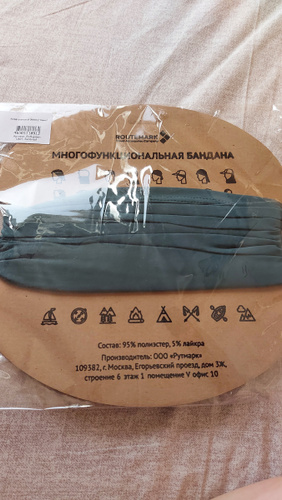 ROUTEMARK
МНОГОФУНКЦИОНАЛЬНАЯ БАНДАНА
Состав: 95% полиэстер, 5% лайкра
Производитель: ООО «Рутмарк»
109382, г. Москва, Егорьевский проезд, дом 3Ж,
строение 6 этаж 1 помещение V офис 10